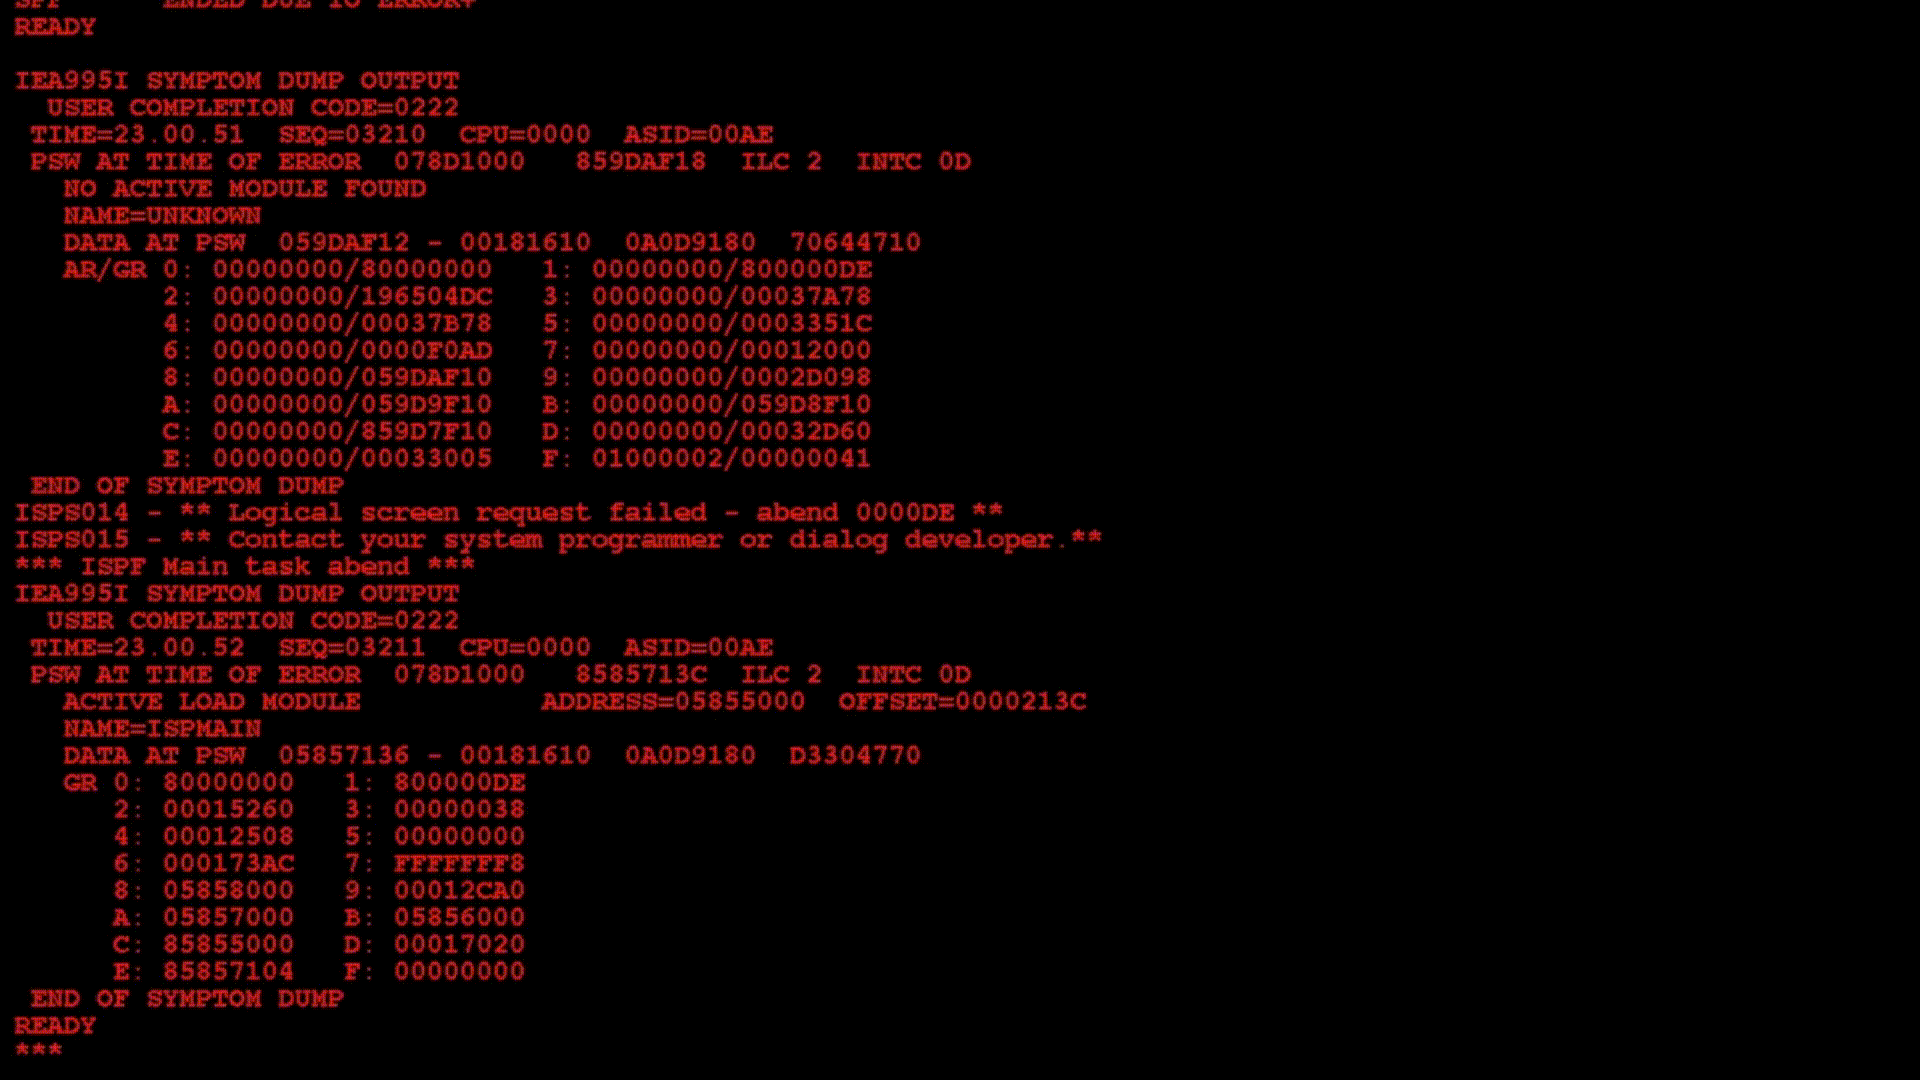 SPF      ENDED DUE TO ERROR+
READY
IEA995I SYMPTOM DUMP OUTPUT
  USER COMPLETION CODE=0222
 TIME=23.00.51  SEQ=03210  CPU=0000  ASID=00AE
 PSW AT TIME OF ERROR  078D1000   859DAF18  ILC 2  INTC 0D
   NO ACTIVE MODULE FOUND
   NAME=UNKNOWN
   DATA AT PSW  059DAF12 - 00181610  0A0D9180  70644710
   AR/GR 0: 00000000/80000000   1: 00000000/800000DE
         2: 00000000/196504DC   3: 00000000/00037A78
         4: 00000000/00037B78   5: 00000000/0003351C
         6: 00000000/0000F0AD   7: 00000000/00012000
         8: 00000000/059DAF10   9: 00000000/0002D098
         A: 00000000/059D9F10   B: 00000000/059D8F10
         C: 00000000/859D7F10   D: 00000000/00032D60
         E: 00000000/00033005   F: 01000002/00000041
 END OF SYMPTOM DUMP
ISPS014 - ** Logical screen request failed - abend 0000DE **
ISPS015 - ** Contact your system programmer or dialog developer.**
*** ISPF Main task abend ***
IEA995I SYMPTOM DUMP OUTPUT
  USER COMPLETION CODE=0222
 TIME=23.00.52  SEQ=03211  CPU=0000  ASID=00AE
 PSW AT TIME OF ERROR  078D1000   8585713C  ILC 2  INTC 0D
   ACTIVE LOAD MODULE           ADDRESS=05855000  OFFSET=0000213C
   NAME=ISPMAIN
   DATA AT PSW  05857136 - 00181610  0A0D9180  D3304770
   GR 0: 80000000   1: 800000DE
      2: 00015260   3: 00000038
      4: 00012508   5: 00000000
      6: 000173AC   7: FFFFFFF8
      8: 05858000   9: 00012CA0
      A: 05857000   B: 05856000
      C: 85855000   D: 00017020
      E: 85857104   F: 00000000
 END OF SYMPTOM DUMP
READY
***